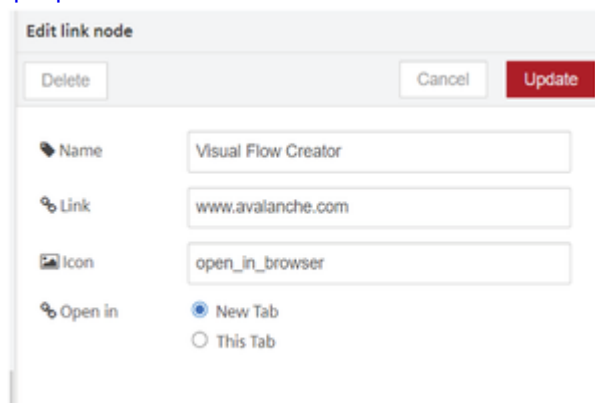 Edit link node
Delete Cancel Update
Name Visual Flow Creator
Link www.avalanche.com
Icon open_in_browser
Open in New Tab
This Tab